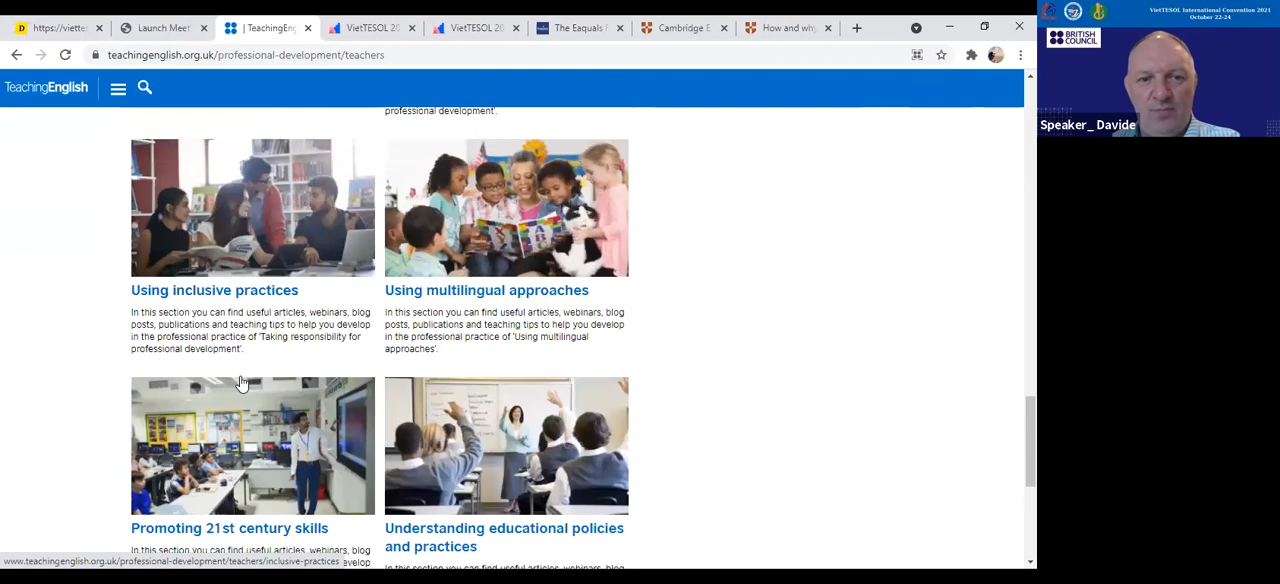 https://viettes
Launch Meet
| TeachingEn
VietTESOL 20
VietTESOL 20
The Eaquals F
Cambridge E
How and why
teachingenglish.org.uk/professional-development/teachers
TeachingEnglish
professional development'.
Using inclusive practices
In this section you can find useful articles, webinars, blog
posts, publications and teaching tips to help you develop
in the professional practice of 'Taking responsibility for
professional development'.
Using multilingual approaches
In this section you can find useful articles, webinars, blog
posts, publications and teaching tips to help you develop
in the professional practice of 'Using multilingual
approaches'.
Promoting 21st century skills
In this section you can find useful articles, webinars, blog
evelop
Understanding educational policies
and practices
In this section you can find useful articles, webinars, blog
www.teachingenglish.org.uk/professional-development/teachers/inclusive-practices
VietTESOL International Convention 2021
October 22-24
BRITISH
COUNCIL
Speaker_ Davide